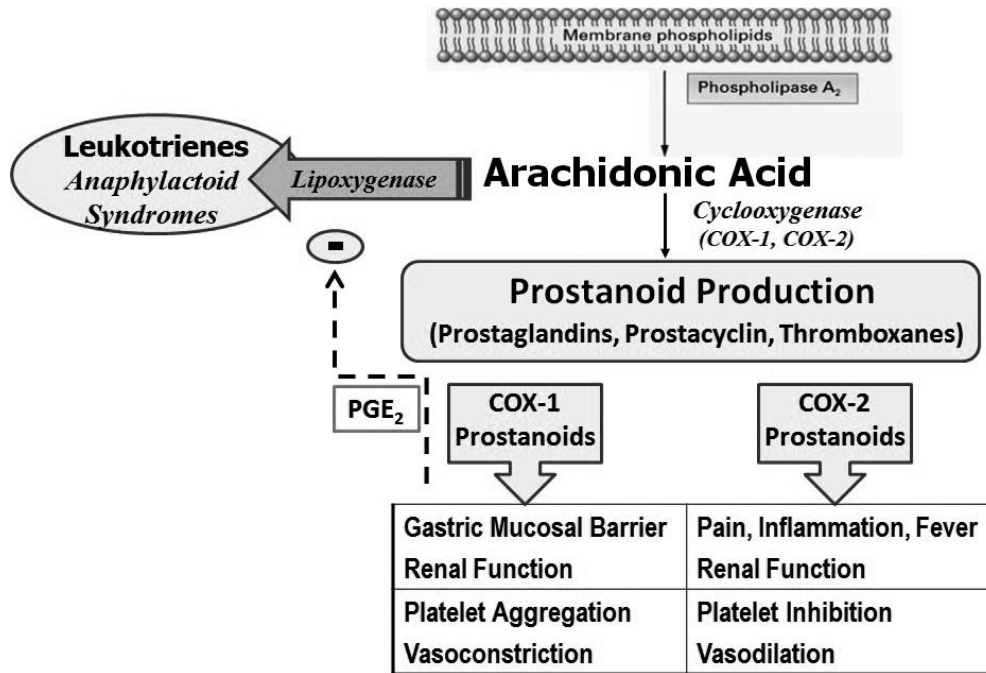 Membrane phospholipids
Phospholipase A₂
Leukotrienes
Anaphylactoid
Syndromes
Lipoxygenase
Arachidonic Acid
Cyclooxygenase
(COX-1, COX-2)
-
Prostanoid Production
(Prostaglandins, Prostacyclin, Thromboxanes)
PGE₂
COX-1
Prostanoids
COX-2
Prostanoids
Gastric Mucosal Barrier
Renal Function
Pain, Inflammation, Fever
Renal Function
Platelet Aggregation
Vasoconstriction
Platelet Inhibition
Vasodilation